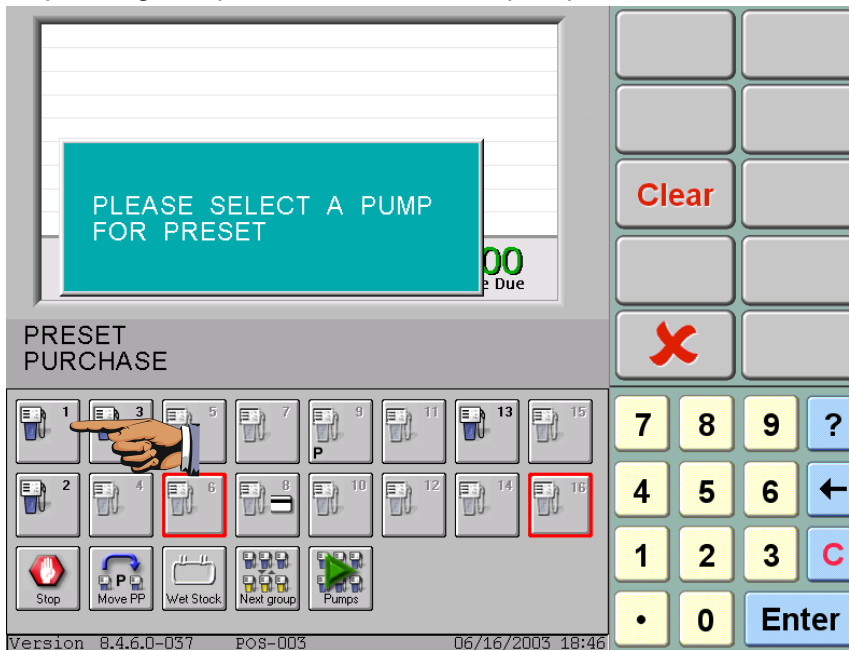 PLEASE SELECT A PUMP
FOR PRESET
00
e Due
PRESET
PURCHASE
Clear
1 3 5 7 9 11 13 15
P
2 4 6 8 10 12 14 16
Stop
P
Move PP
Wet Stock
Next group
Pumps
7 8 9 ?
4 5 6 ←
1 2 3 C
• 0 Enter
Version 8.4.6.0-037 POS-003 06/16/2003 18:46